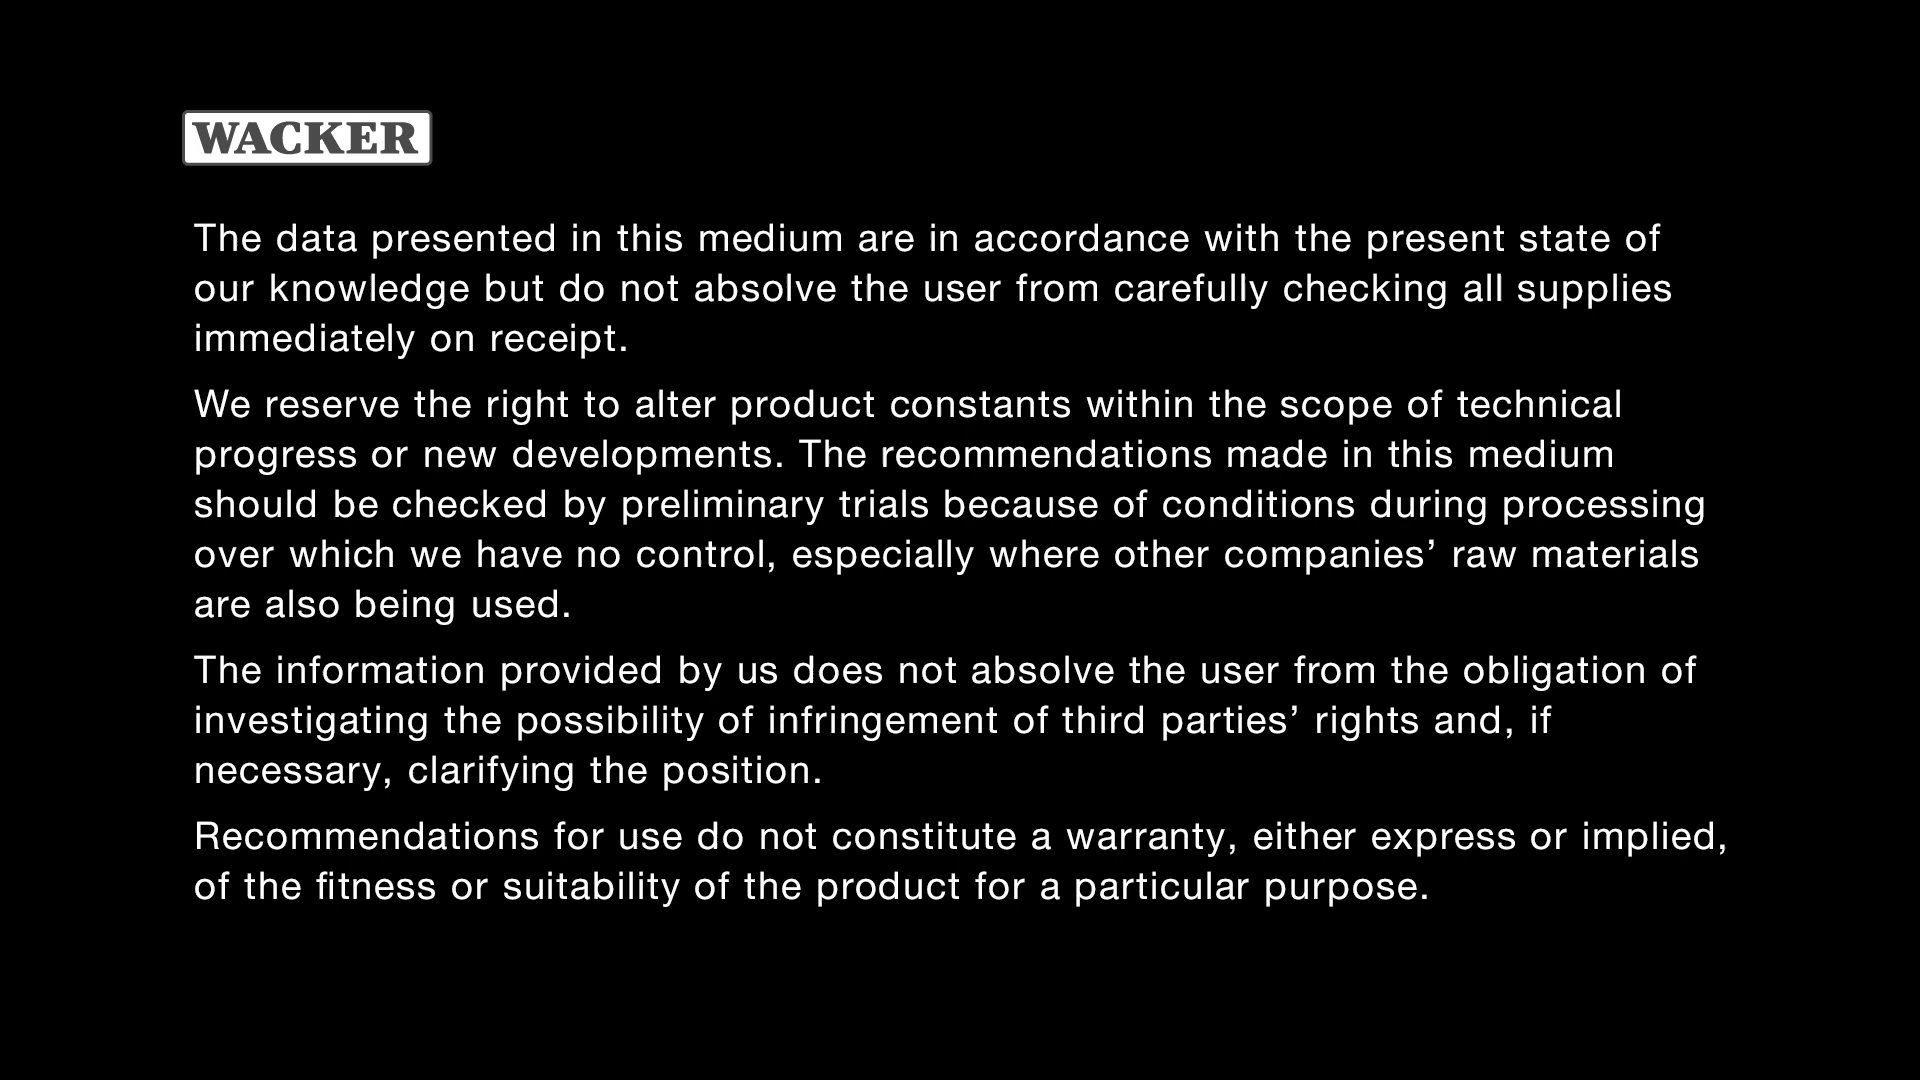 WACKER
The data presented in this medium are in accordance with the present state of
our knowledge but do not absolve the user from carefully checking all supplies
immediately on receipt.
We reserve the right to alter product constants within the scope of technical
progress or new developments. The recommendations made in this medium
should be checked by preliminary trials because of conditions during processing
over which we have no control, especially where other companies’ raw materials
are also being used.
The information provided by us does not absolve the user from the obligation of
investigating the possibility of infringement of third parties’ rights and, if
necessary, clarifying the position.
Recommendations for use do not constitute a warranty, either express or implied,
of the fitness or suitability of the product for a particular purpose.